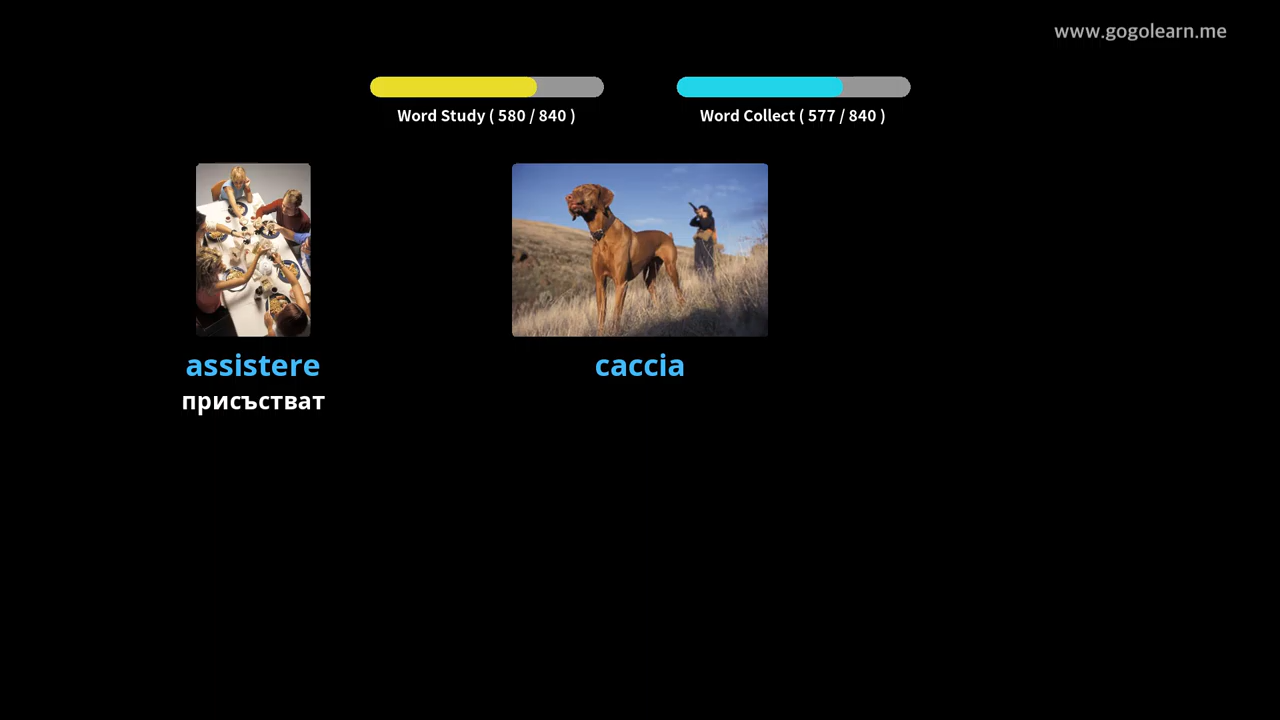 www.gogolearn.me
Word Study ( 580 / 840 )
Word Collect ( 577 / 840 )
assistere
присъстват
caccia